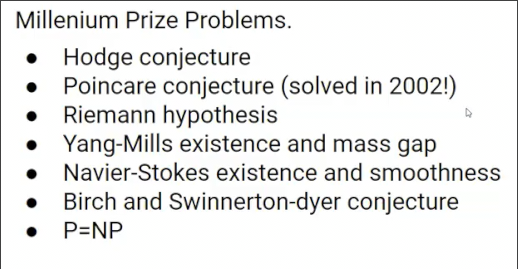 Millenium Prize Problems.
● Hodge conjecture
● Poincare conjecture (solved in 2002!)
● Riemann hypothesis
● Yang-Mills existence and mass gap
● Navier-Stokes existence and smoothness
● Birch and Swinnerton-dyer conjecture
● P=NP